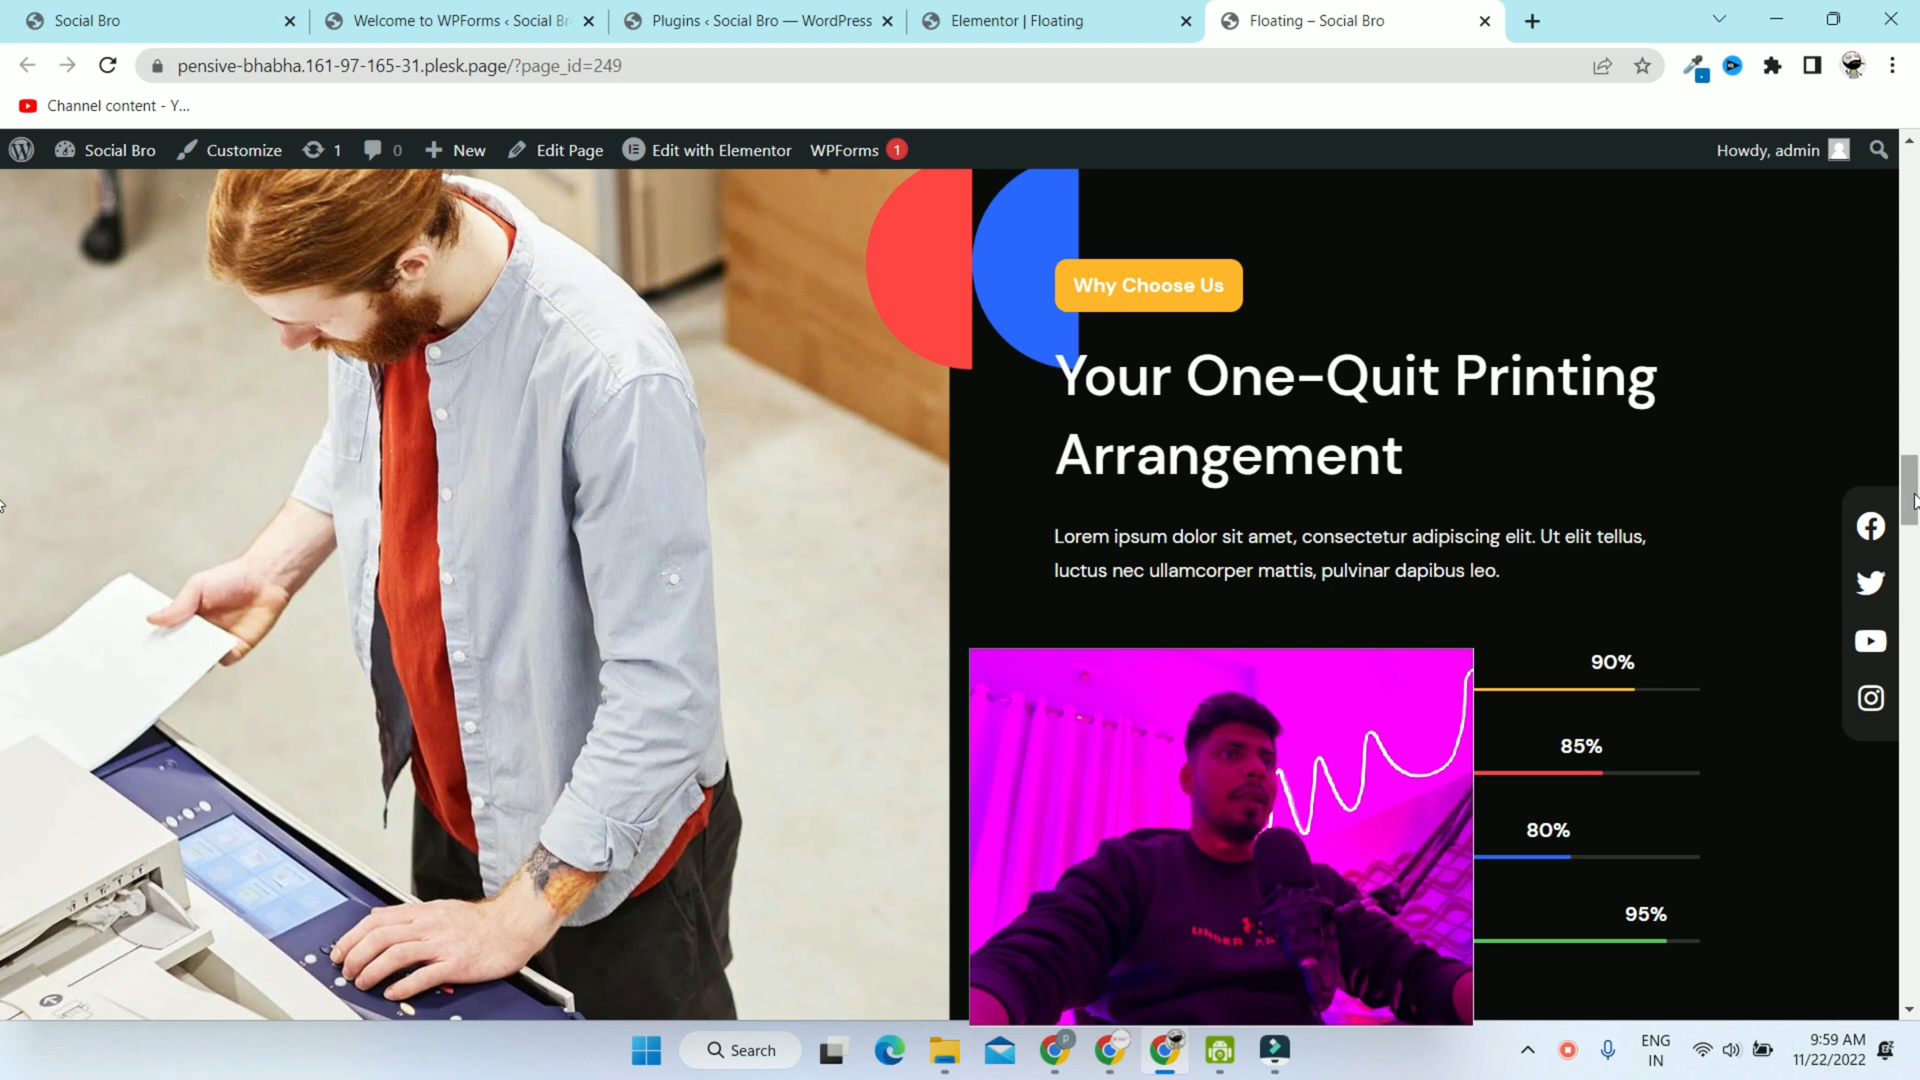 Social Bro
Welcome to WPForms ‹ Social Br
Plugins ‹ Social Bro — WordPress
Elementor | Floating
Floating – Social Bro
pensive-bhabha.161-97-165-31.plesk.page/?page_id=249
Channel content - Y...
Social Bro
Customize
1
0
New
Edit Page
Edit with Elementor
WPForms 1
Howdy, admin
Why Choose Us
Your One-Quit Printing
Arrangement
Lorem ipsum dolor sit amet, consectetur adipiscing elit. Ut elit tellus,
luctus nec ullamcorper mattis, pulvinar dapibus leo.
90%
85%
80%
95%
UNDER
Search
ENG
IN
9:59 AM
11/22/2022